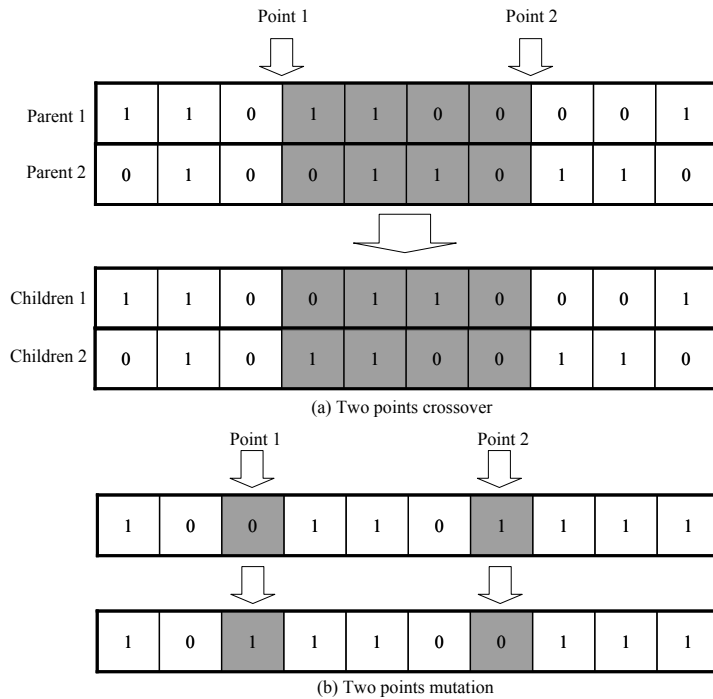 Point 1 Point 2
Parent 1 1 1 0 1 1 0 0 0 0 1
Parent 2 0 1 0 0 1 1 0 1 1 0
Children 1 1 1 0 0 1 1 0 0 0 1
Children 2 0 1 0 1 1 0 0 1 1 0
(a) Two points crossover
Point 1 Point 2
1 0 0 1 1 0 1 1 1 1
1 0 1 1 1 0 0 1 1 1
(b) Two points mutation